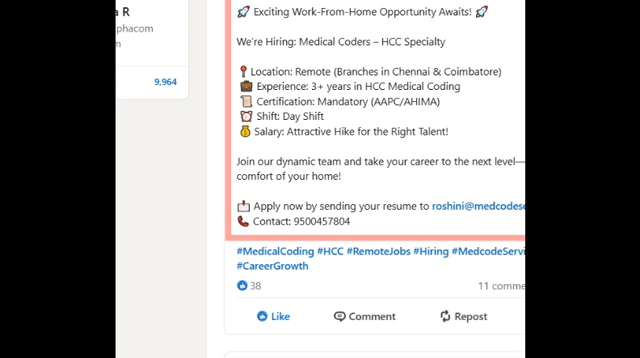 a R
phacom
m
9,964
🚀 Exciting Work-From-Home Opportunity Awaits! 🚀
We're Hiring: Medical Coders – HCC Specialty
📍 Location: Remote (Branches in Chennai & Coimbatore)
💼 Experience: 3+ years in HCC Medical Coding
📜 Certification: Mandatory (AAPC/AHIMA)
⏰ Shift: Day Shift
💰 Salary: Attractive Hike for the Right Talent!
Join our dynamic team and take your career to the next level—
comfort of your home!
📩 Apply now by sending your resume to roshini@medcodese
📞 Contact: 9500457804
#MedicalCoding #HCC #RemoteJobs #Hiring #MedcodeServi
#CareerGrowth
38 11 comme
Like Comment Repost